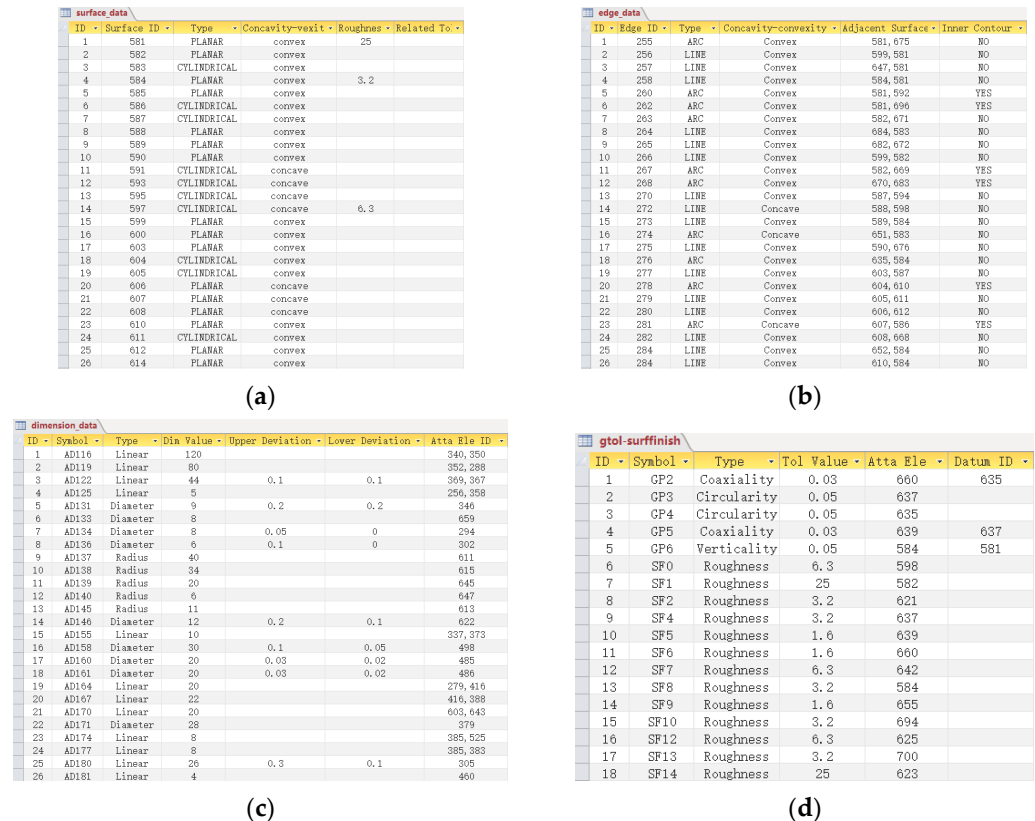 surface_data
ID Surface ID Type Concavity-vexit Roughnes Related To
1 581 PLANAR convex 25
2 582 PLANAR convex
3 583 CYLINDRICAL convex
4 584 PLANAR convex 3.2
5 585 PLANAR convex
6 586 CYLINDRICAL convex
7 587 CYLINDRICAL convex
8 588 PLANAR convex
9 589 PLANAR convex
10 590 PLANAR convex
11 591 CYLINDRICAL concave
12 593 CYLINDRICAL concave
13 595 CYLINDRICAL concave
14 597 CYLINDRICAL concave 6.3
15 599 PLANAR convex
16 600 PLANAR convex
17 603 PLANAR convex
18 604 CYLINDRICAL convex
19 605 CYLINDRICAL convex
20 606 PLANAR concave
21 607 PLANAR concave
22 608 PLANAR concave
23 610 PLANAR convex
24 611 CYLINDRICAL convex
25 612 PLANAR convex
26 614 PLANAR convex
(a)
edge_data
ID Edge ID Type Concavity-convexity Adjacent Surface Inner Contour
1 255 ARC Convex 581,675 NO
2 256 LINE Convex 599,581 NO
3 257 LINE Convex 647,581 NO
4 258 LINE Convex 584,581 NO
5 260 ARC Convex 581,592 YES
6 262 ARC Convex 581,696 YES
7 263 ARC Convex 582,671 NO
8 264 LINE Convex 684,583 NO
9 265 LINE Convex 682,672 NO
10 266 LINE Convex 599,582 NO
11 267 ARC Convex 582,669 YES
12 268 ARC Convex 670,683 YES
13 270 LINE Convex 587,594 NO
14 272 LINE Concave 588,598 NO
15 273 LINE Convex 589,584 NO
16 274 ARC Concave 651,583 NO
17 275 LINE Convex 590,676 NO
18 276 ARC Convex 635,584 NO
19 277 LINE Convex 603,587 NO
20 278 ARC Convex 604,610 YES
21 279 LINE Convex 605,611 NO
22 280 LINE Convex 606,612 NO
23 281 ARC Concave 607,586 YES
24 282 LINE Convex 608,668 NO
25 284 LINE Convex 652,584 NO
26 284 LINE Convex 610,584 NO
(b)
dimension_data
ID Symbol Type Dim Value Upper Deviation Lower Deviation Atta Ele ID
1 AD116 Linear 120 340,350
2 AD119 Linear 80 352,288
3 AD122 Linear 44 0.1 0.1 369,367
4 AD125 Linear 5 256,358
5 AD131 Diameter 9 0.2 0.2 346
6 AD133 Diameter 8 659
7 AD134 Diameter 8 0.05 0 294
8 AD136 Diameter 6 0.1 0 302
9 AD137 Radius 40 611
10 AD138 Radius 34 615
11 AD139 Radius 20 645
12 AD140 Radius 6 647
13 AD145 Radius 11 613
14 AD146 Diameter 12 0.2 0.1 622
15 AD155 Linear 10 337,373
16 AD158 Diameter 30 0.1 0.05 498
17 AD160 Diameter 20 0.03 0.02 485
18 AD161 Diameter 20 0.03 0.02 486
19 AD164 Linear 20 279,416
20 AD167 Linear 22 416,388
21 AD170 Linear 20 603,643
22 AD171 Diameter 28 379
23 AD174 Linear 8 385,525
24 AD177 Linear 8 385,383
25 AD180 Linear 26 0.3 0.1 305
26 AD181 Linear 4 460
(c)
gtol-surffinish
ID Symbol Type Tol Value Atta Ele Datum ID
1 GP2 Coaxiality 0.03 660 635
2 GP3 Circularity 0.05 637
3 GP4 Circularity 0.05 635
4 GP5 Coaxiality 0.03 639 637
5 GP6 Verticality 0.05 584 581
6 SF0 Roughness 6.3 598
7 SF1 Roughness 25 582
8 SF2 Roughness 3.2 621
9 SF4 Roughness 3.2 637
10 SF5 Roughness 1.6 639
11 SF6 Roughness 1.6 660
12 SF7 Roughness 6.3 642
13 SF8 Roughness 3.2 584
14 SF9 Roughness 1.6 655
15 SF10 Roughness 3.2 694
16 SF12 Roughness 6.3 625
17 SF13 Roughness 3.2 700
18 SF14 Roughness 25 623
(d)